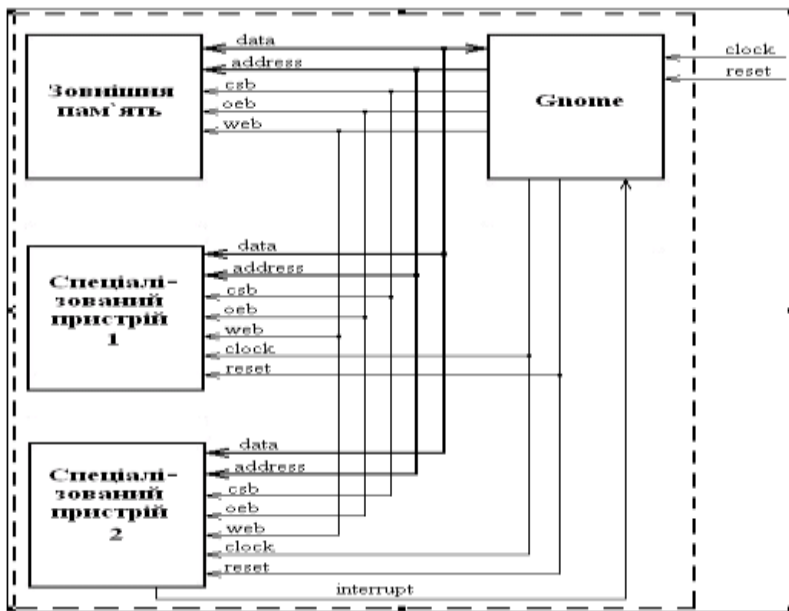 data
address
csb
oeb
web
Зовнішня
пам`ять
Gnome
clock
reset
data
address
csb
oeb
web
clock
reset
Спеціалі-
зований
пристрій
1
data
address
csb
oeb
web
clock
reset
Спеціалі-
зований
пристрій
2
interrupt